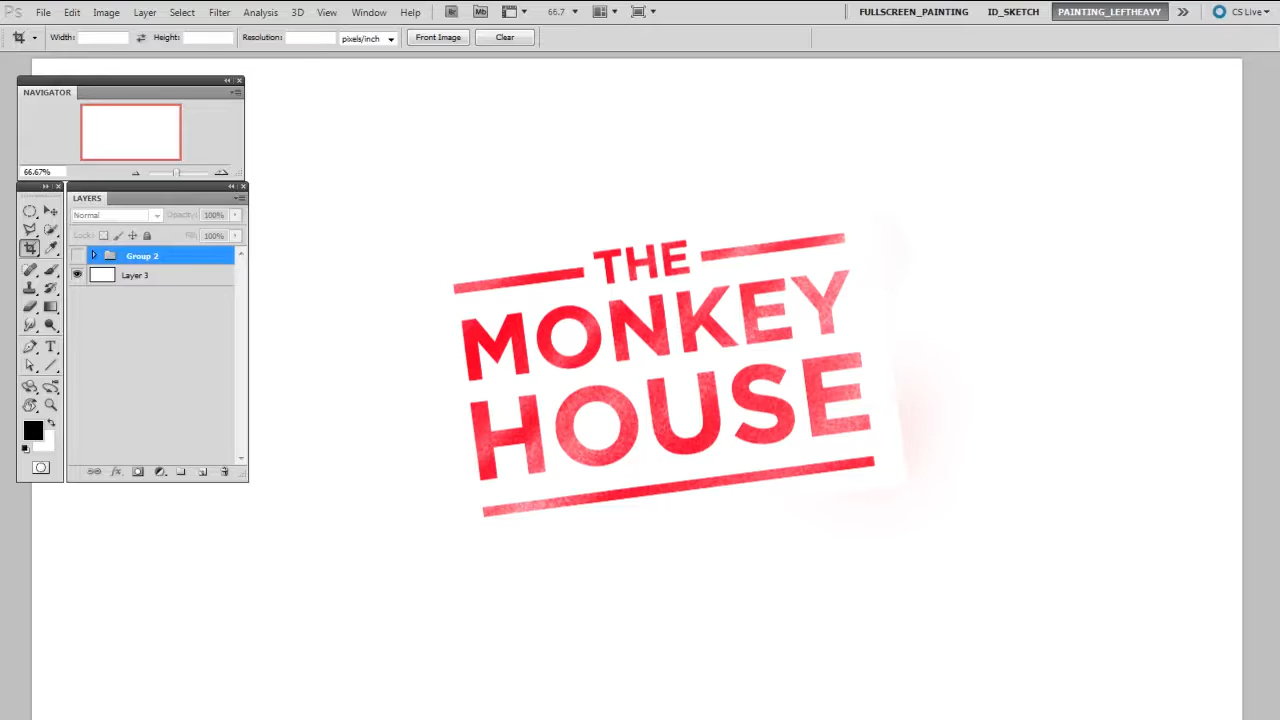 Ps File Edit Image Layer Select Filter Analysis 3D View Window Help Br Mb 66.7 FULLSCREEN_PAINTING ID_SKETCH PAINTING_LEFTHEAVY CS Live
Width: Height: Resolution: pixels/inch Front Image Clear
NAVIGATOR
66.67%
LAYERS
Normal Opacity: 100%
Lock: Fill: 100%
Group 2
Layer 3
THE
MONKEY
HOUSE